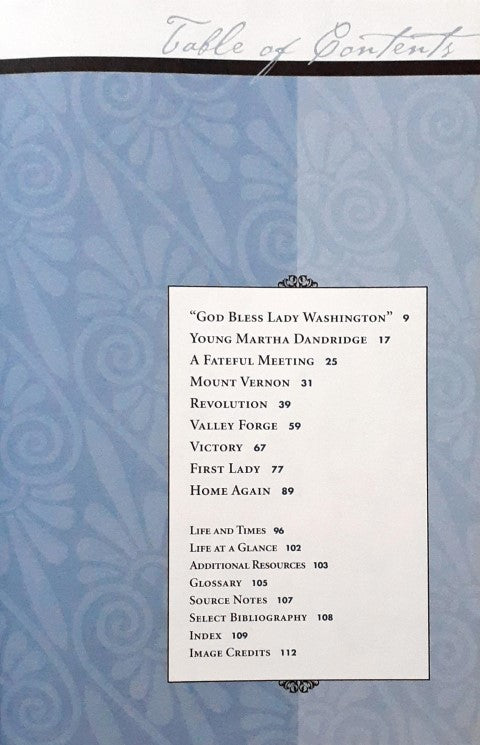 Table of Contents
“God Bless Lady Washington” 9
Young Martha Dandridge 17
A Fateful Meeting 25
Mount Vernon 31
Revolution 39
Valley Forge 59
Victory 67
First Lady 77
Home Again 89
Life and Times 96
Life at a Glance 102
Additional Resources 103
Glossary 105
Source Notes 107
Select Bibliography 108
Index 109
Image Credits 112